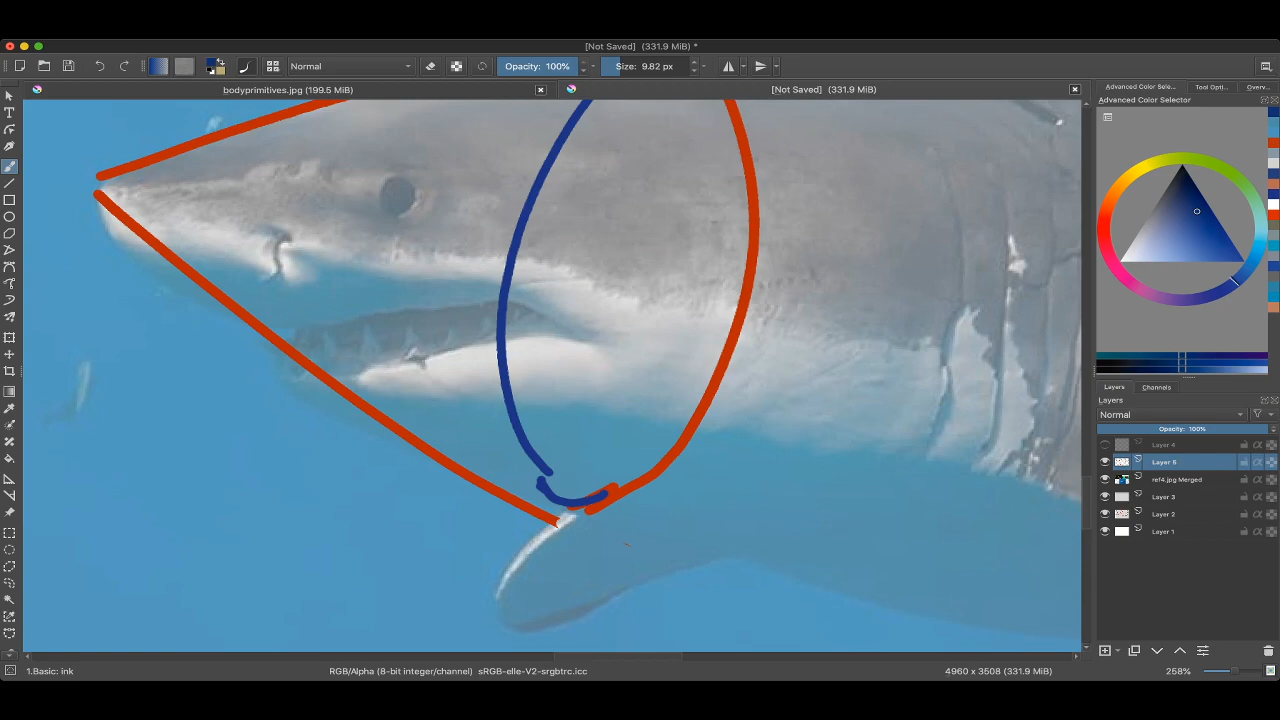 [Not Saved] (331.9 MiB) *
Normal
Opacity: 100%
Size: 9.82 px
bodyprimitives.jpg (199.5 MiB)
[Not Saved] (331.9 MiB)
Advanced Color Selec...
Tool Opti...
Overv...
Advanced Color Selector
Layers
Channels
Layers
Normal
Opacity: 100%
Layer 4
Layer 5
ref4.jpg Merged
Layer 3
Layer 2
Layer 1
1.Basic: ink
RGB/Alpha (8-bit integer/channel) sRGB-elle-V2-srgbtrc.icc
4960 x 3508 (331.9 MiB)
258%